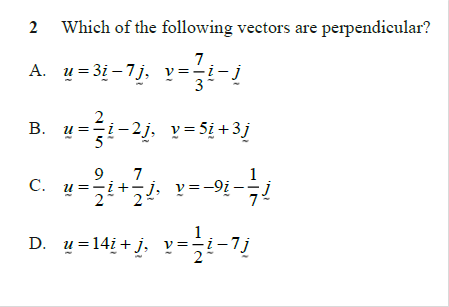 2 Which of the following vectors are perpendicular?
A. u = 3i − 7j, v = 7/3 i − j
B. u = 2/5 i − 2j, v = 5i + 3j
C. u = 9/2 i + 7/2 j, v = −9i − 1/7 j
D. u = 14i + j, v = 1/2 i − 7j